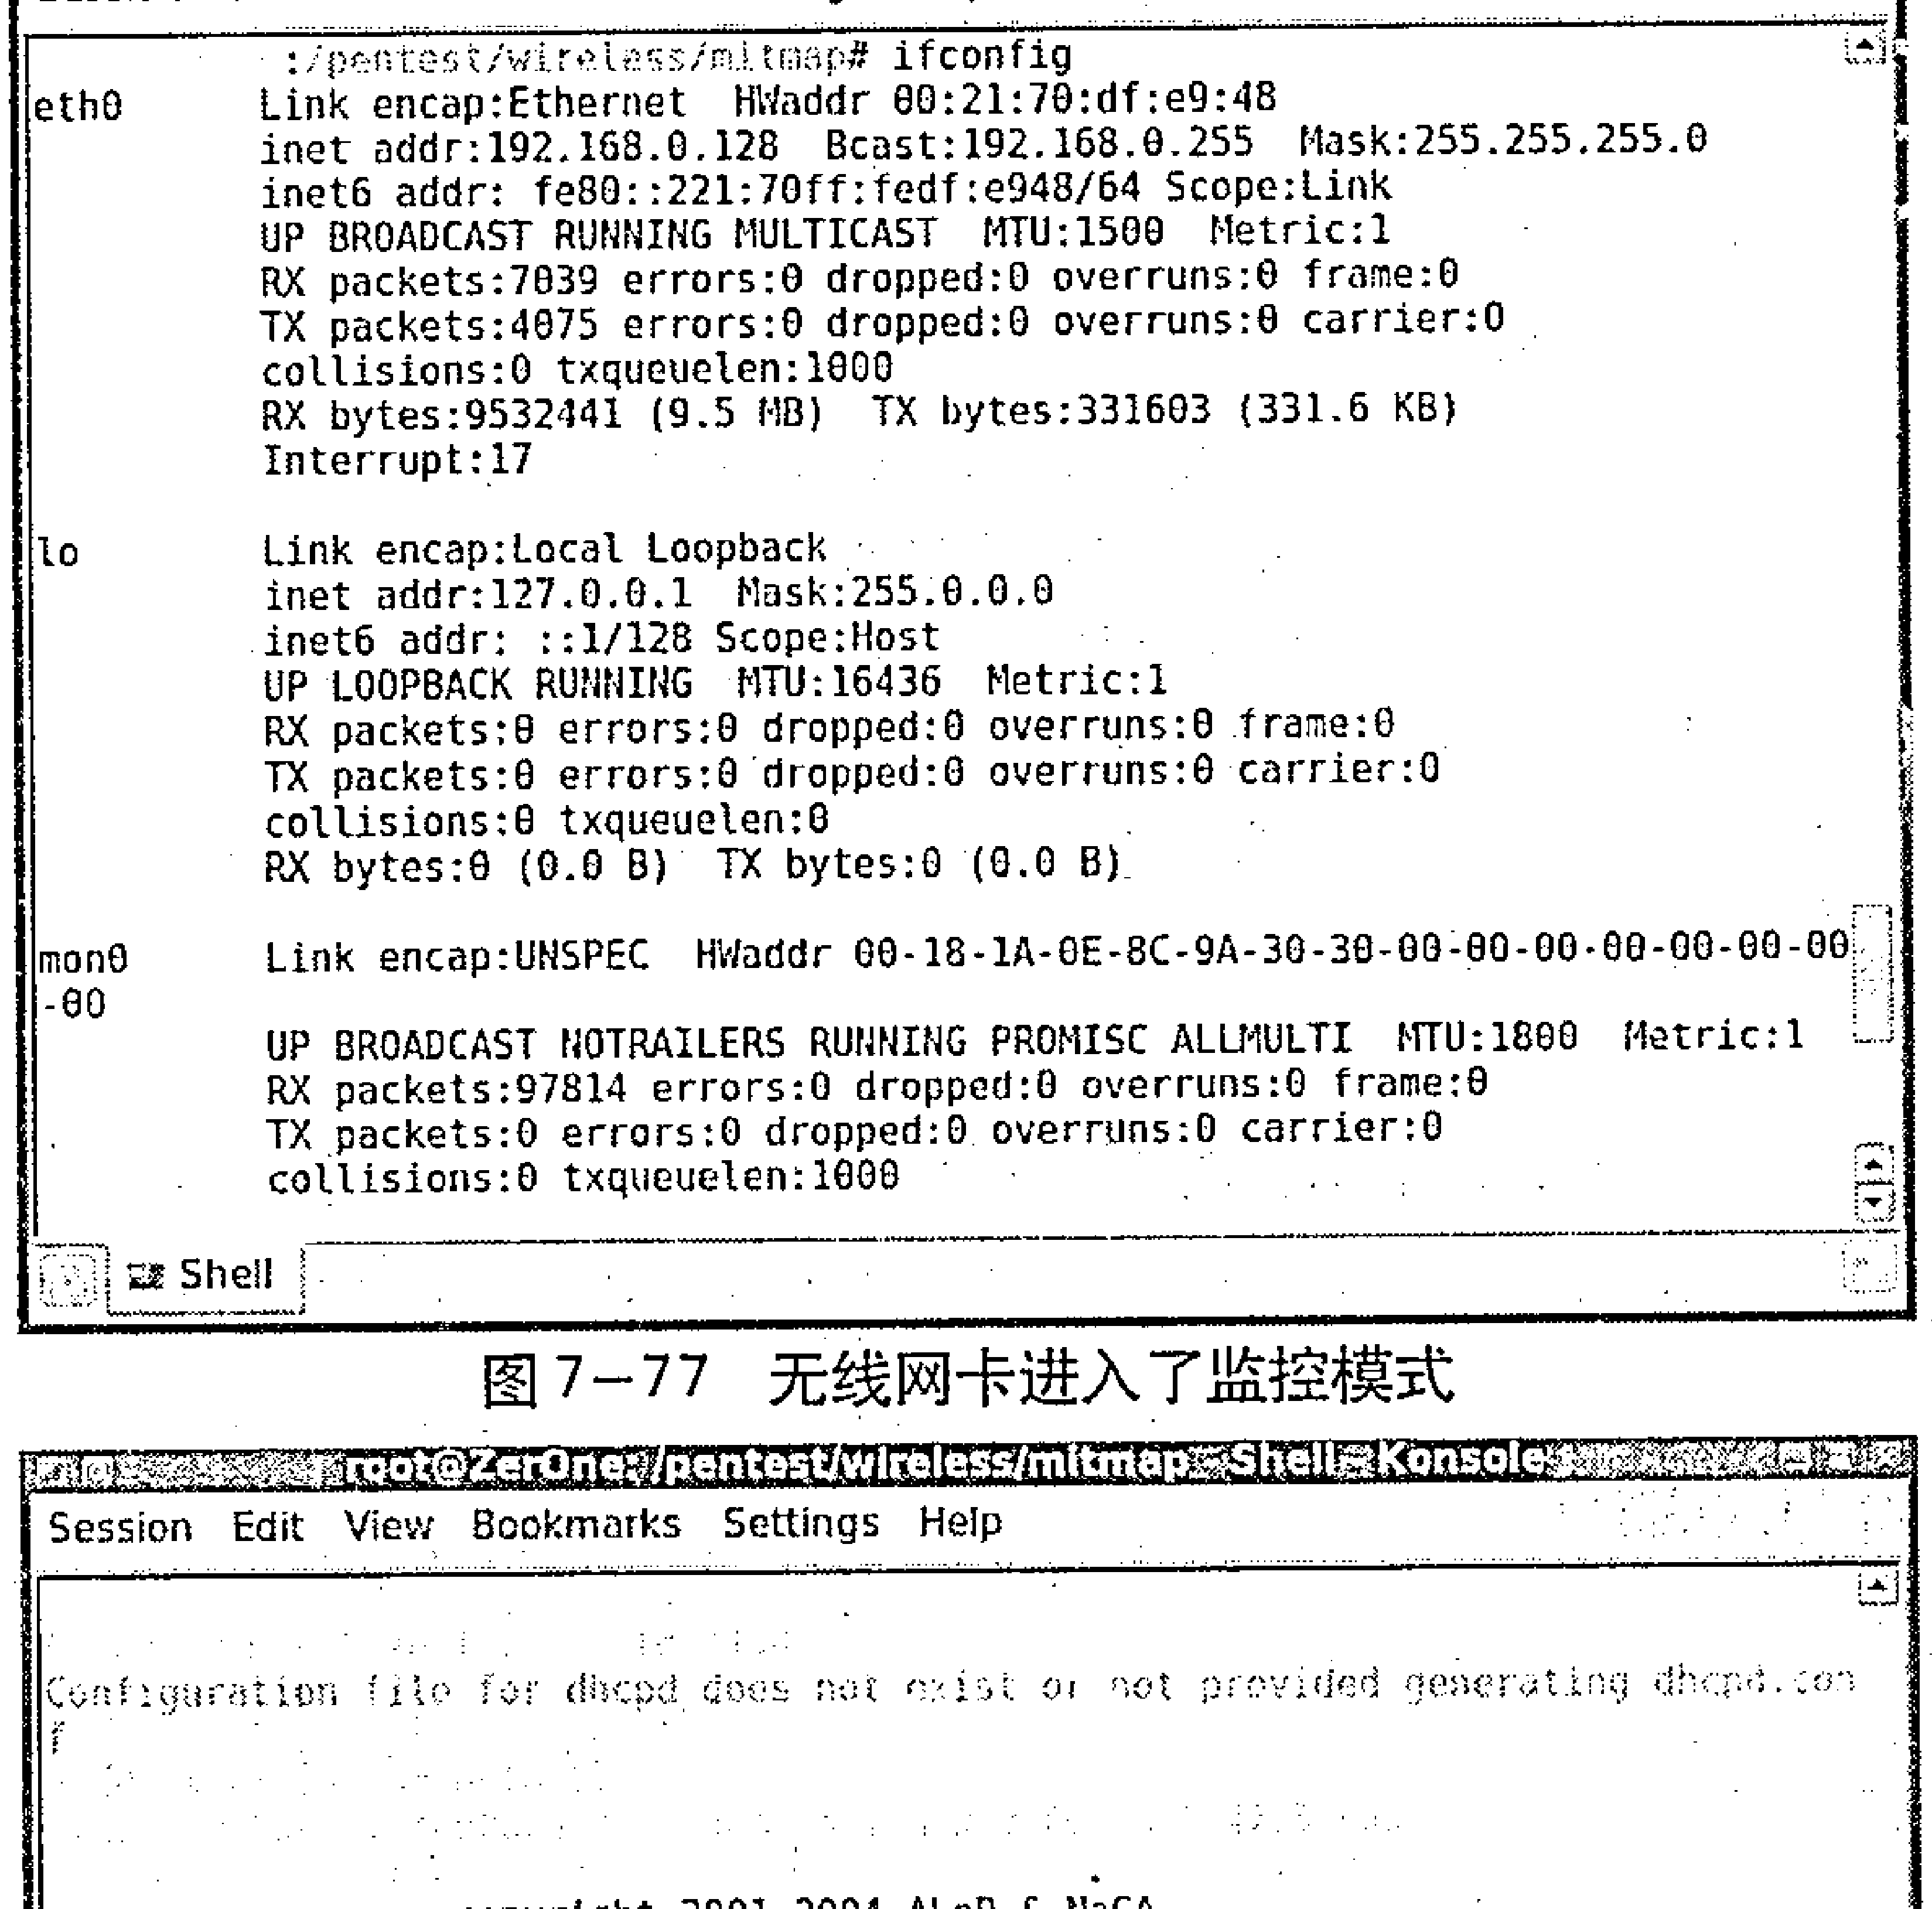 :/pentest/wireless/mitmap# ifconfig
eth0 Link encap:Ethernet HWaddr 00:21:70:df:e9:48
inet addr:192.168.0.128 Bcast:192.168.0.255 Mask:255.255.255.0
inet6 addr: fe80::221:70ff:fedf:e948/64 Scope:Link
UP BROADCAST RUNNING MULTICAST MTU:1500 Metric:1
RX packets:7039 errors:0 dropped:0 overruns:0 frame:0
TX packets:4075 errors:0 dropped:0 overruns:0 carrier:0
collisions:0 txqueuelen:1000
RX bytes:9532441 (9.5 MB) TX bytes:331603 (331.6 KB)
Interrupt:17
lo Link encap:Local Loopback
inet addr:127.0.0.1 Mask:255.0.0.0
inet6 addr: ::1/128 Scope:Host
UP LOOPBACK RUNNING MTU:16436 Metric:1
RX packets:0 errors:0 dropped:0 overruns:0 frame:0
TX packets:0 errors:0 dropped:0 overruns:0 carrier:0
collisions:0 txqueuelen:0
RX bytes:0 (0.0 B) TX bytes:0 (0.0 B)
mon0 Link encap:UNSPEC HWaddr 00-18-1A-0E-8C-9A-30-30-00-00-00-00-00-00-00
-00
UP BROADCAST NOTRAILERS RUNNING PROMISC ALLMULTI MTU:1800 Metric:1
RX packets:97814 errors:0 dropped:0 overruns:0 frame:0
TX packets:0 errors:0 dropped:0 overruns:0 carrier:0
collisions:0 txqueuelen:1000
Shell
图 7-77 无线网卡进入了监控模式
root@ZerOne: /pentest/wireless/mitmap - Shell - Konsole
Session Edit View Bookmarks Settings Help
Configuration file for dhcpd does not exist or not provided generating dhcpd.con
f
2001-2004 ALoR & NaGA